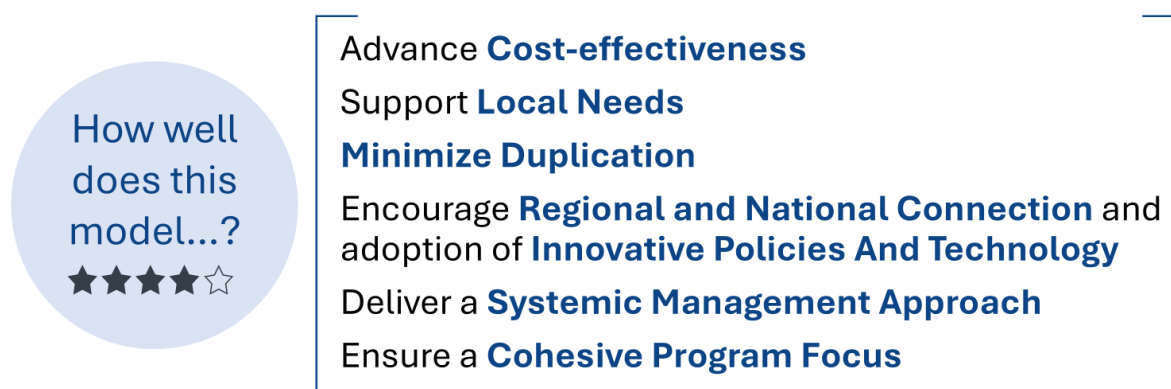 How well
does this
model...?
Advance Cost-effectiveness
Support Local Needs
Minimize Duplication
Encourage Regional and National Connection and
adoption of Innovative Policies And Technology
Deliver a Systemic Management Approach
Ensure a Cohesive Program Focus